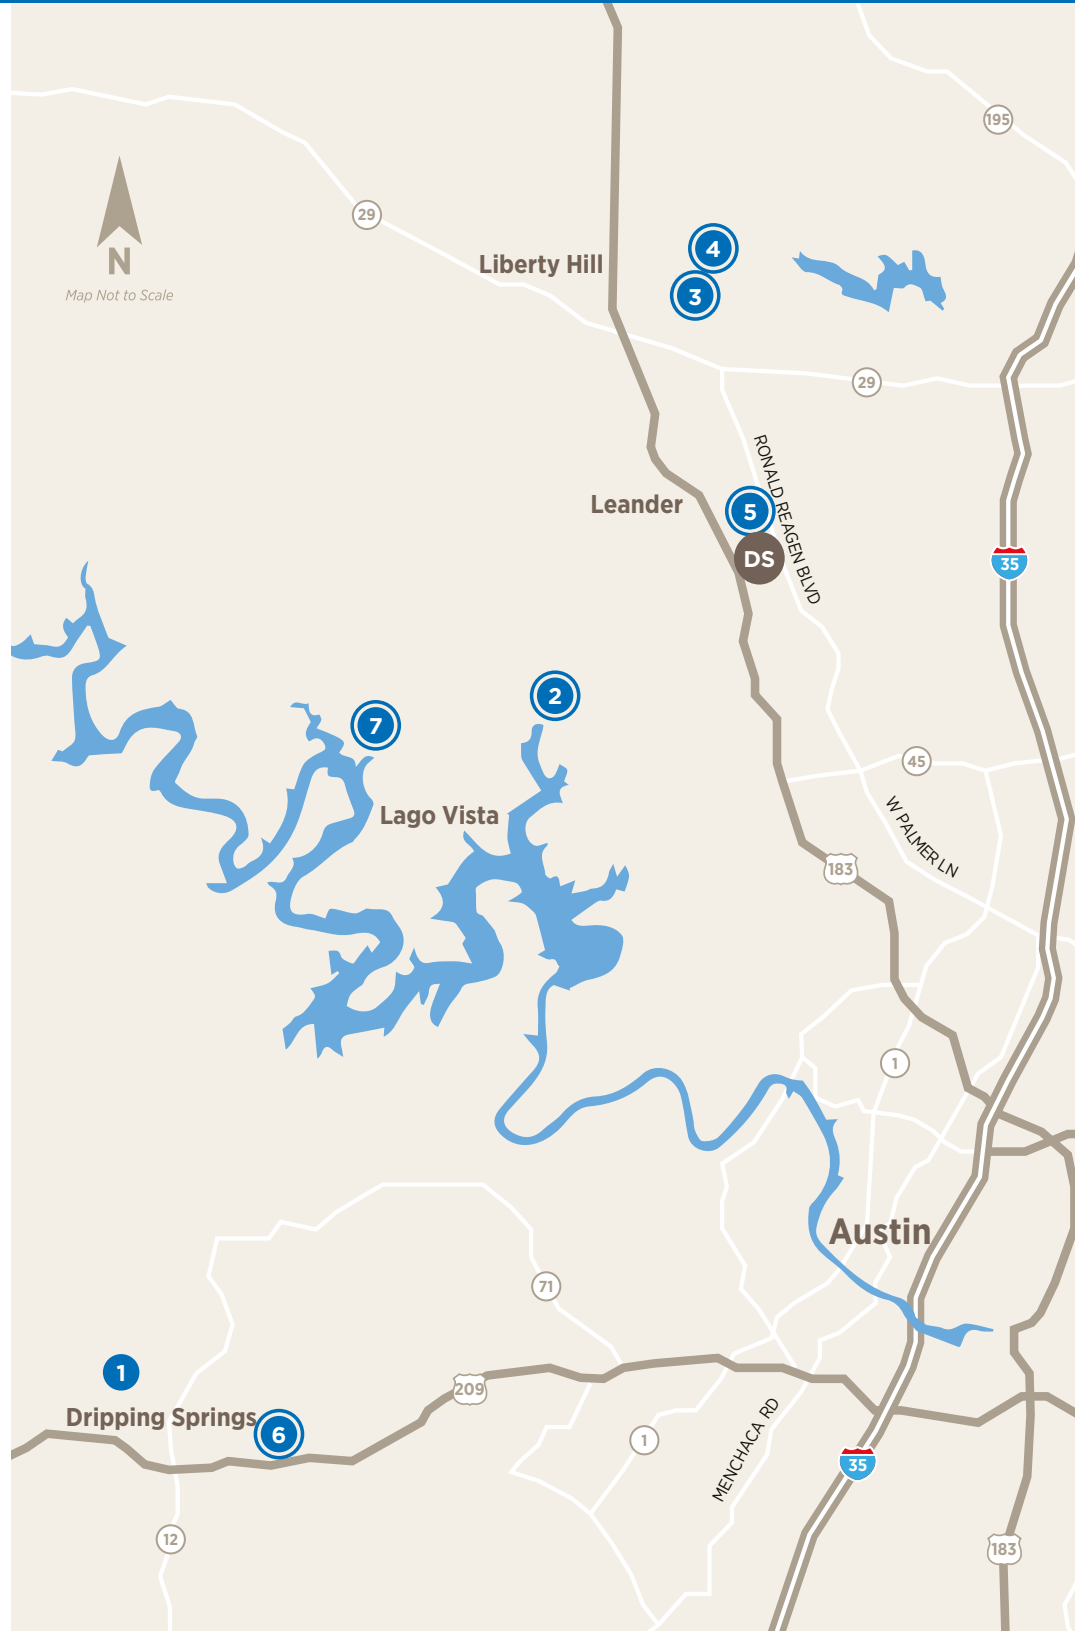 195
29
N
Map Not to Scale
4
Liberty Hill
3
29
RONALD REAGEN BLVD
Leander
5
DS
35
2
7
45
Lago Vista
W PALMER LN
183
1
Austin
71
1
209
Dripping Springs
6
MENCHACA RD
1
35
12
183